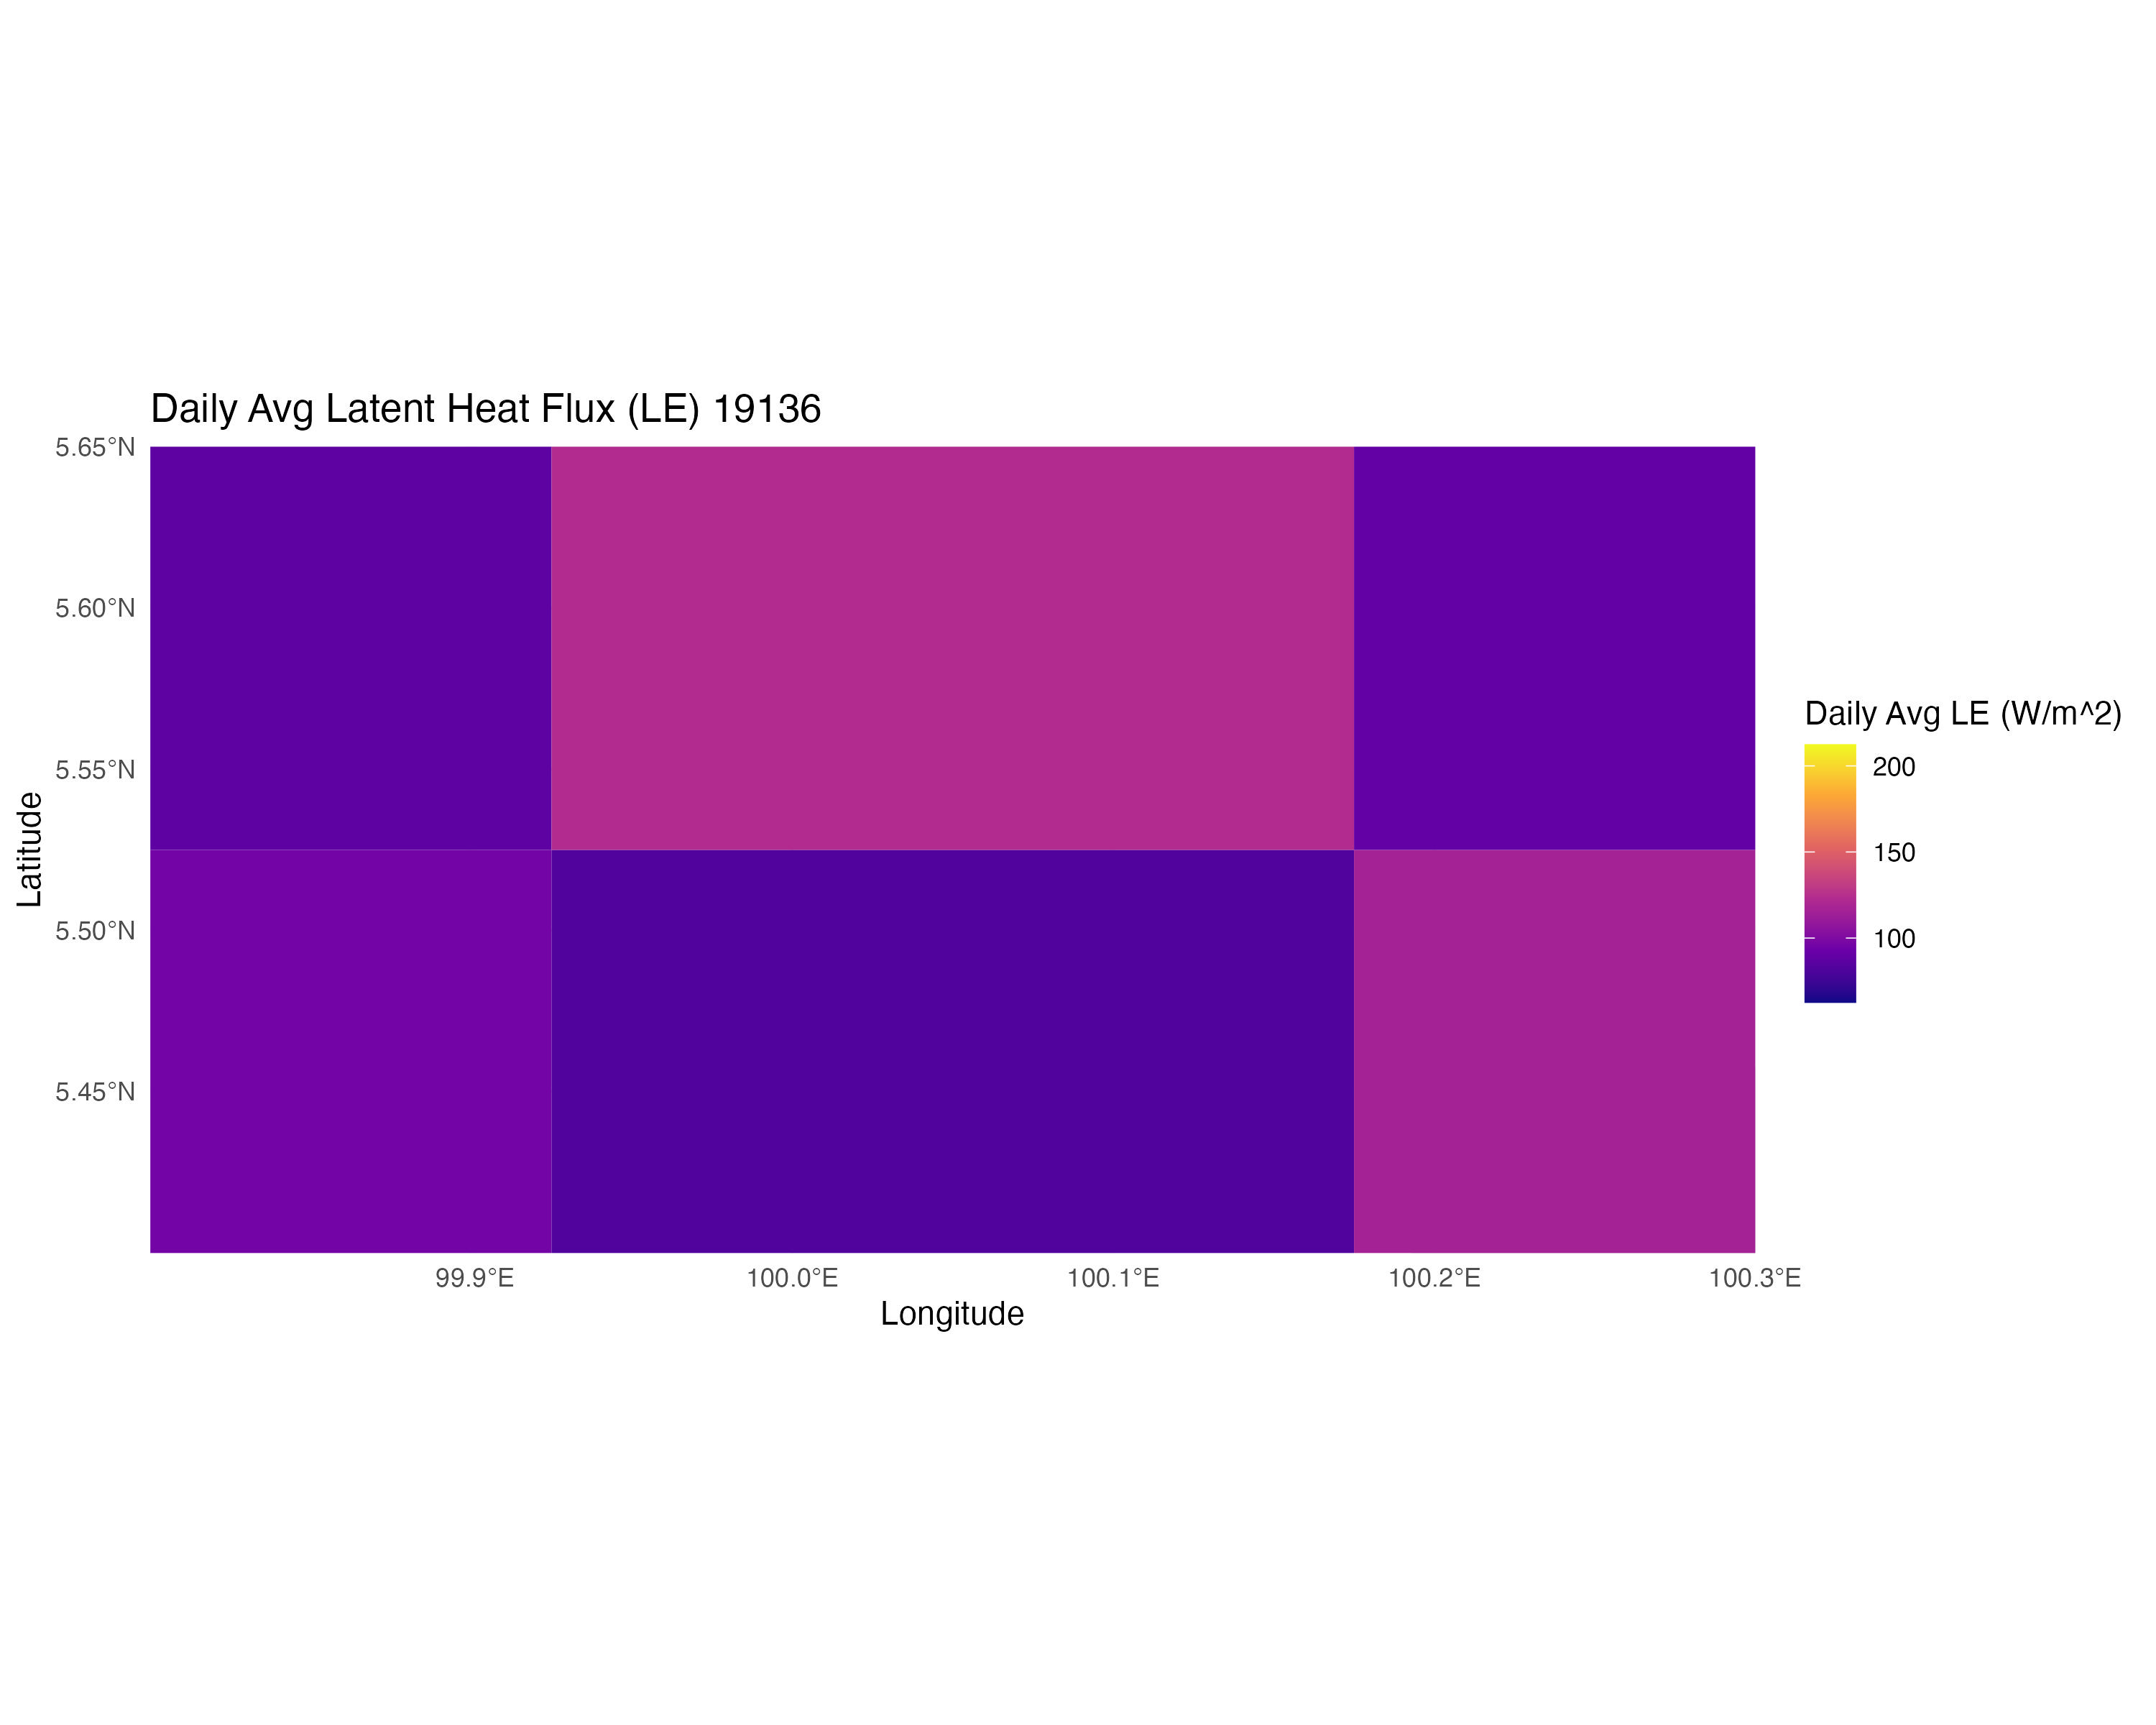 Daily Avg Latent Heat Flux (LE) 19136
5.65°N
5.60°N
5.55°N
5.50°N
5.45°N
Latitude
99.9°E 100.0°E 100.1°E 100.2°E 100.3°E
Longitude
Daily Avg LE (W/m^2)
200
150
100